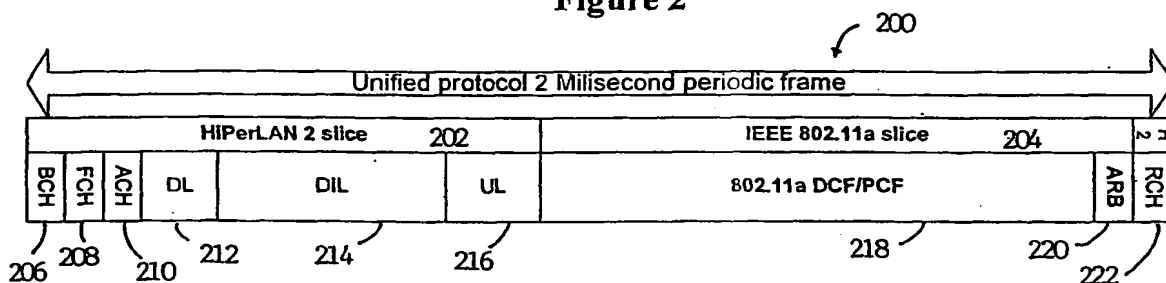 Figure 2
200
Unified protocol 2 Milisecond periodic frame
HIPerLAN 2 slice 202 IEEE 802.11a slice 204 H 2
BCH FCH ACH DL DIL UL 802.11a DCF/PCF ARB RCH
206 208 210 212 214 216 218 220 222